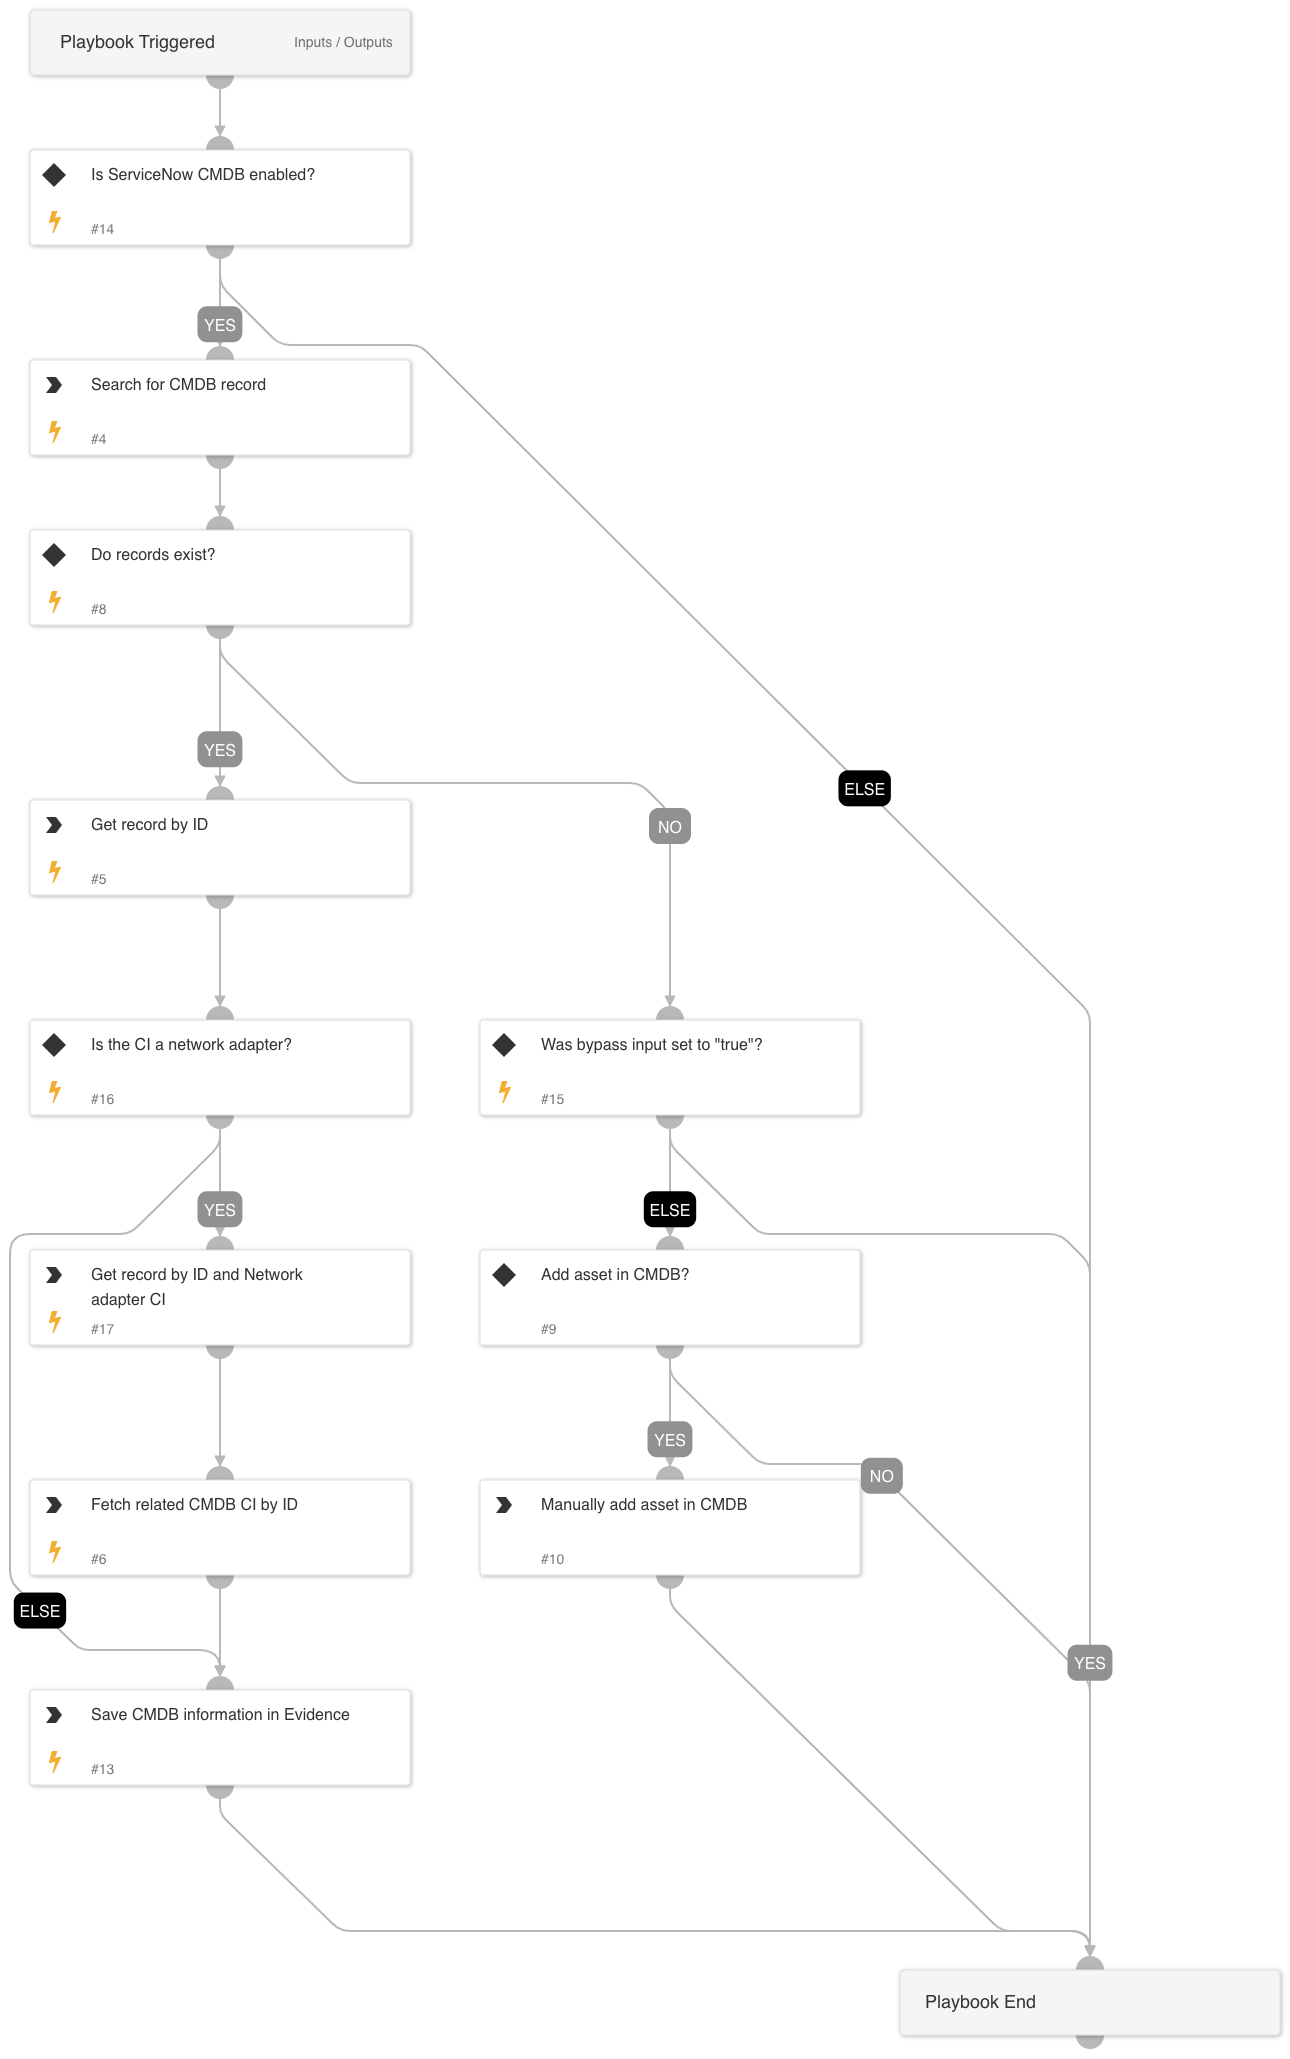 Playbook Triggered
Inputs / Outputs
Is ServiceNow CMDB enabled?
#14
YES
Search for CMDB record
#4
Do records exist?
#8
YES
ELSE
NO
Get record by ID
#5
Is the CI a network adapter?
#16
Was bypass input set to "true"?
#15
YES
ELSE
Get record by ID and Network
adapter CI
#17
Add asset in CMDB?
#9
YES
NO
Fetch related CMDB CI by ID
#6
Manually add asset in CMDB
#10
ELSE
YES
Save CMDB information in Evidence
#13
Playbook End